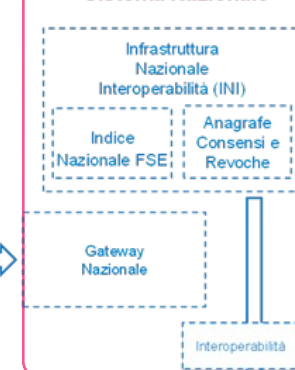 Infrastruttura
Nazionale
Interoperabilità (INI)
Indice
Nazionale FSE
Anagrafe
Consensi e
Revoche
Gateway
Nazionale
Interoperabilità